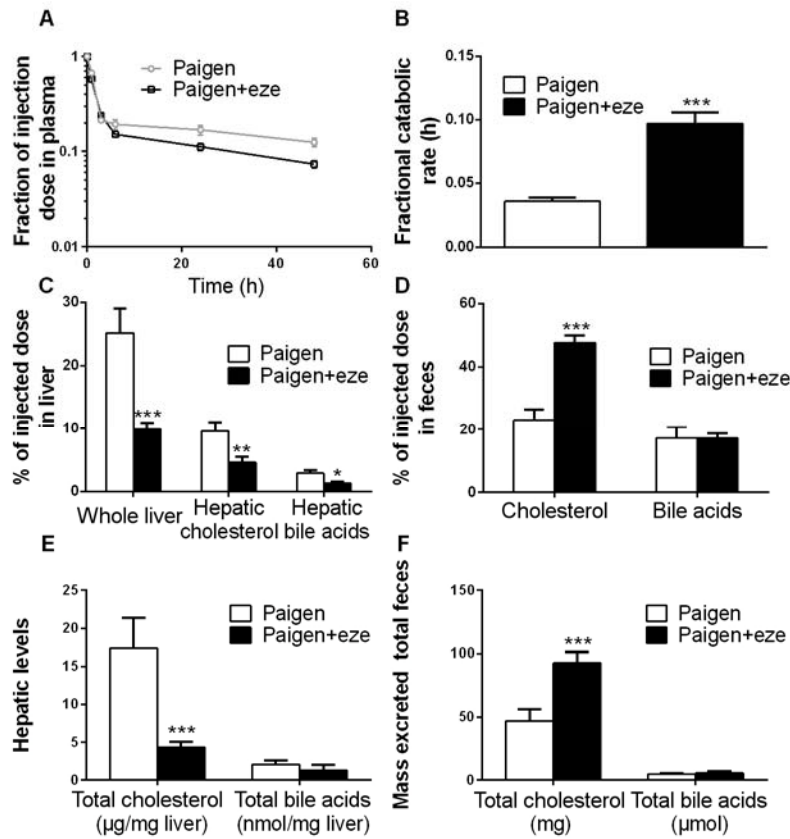 A
Fraction of injection
dose in plasma
1
0.1
0.01
0
20
40
60
Time (h)
Paigen
Paigen+eze
B
Fractional catabolic
rate (h)
0.15
0.10
0.05
0.00
Paigen
Paigen+eze
***
C
% of injected dose
in liver
30
20
10
0
Paigen
Paigen+eze
***
**
*
Whole liver
Hepatic
cholesterol
Hepatic
bile acids
D
% of injected dose
in feces
60
40
20
0
***
Paigen
Paigen+eze
Cholesterol
Bile acids
E
Hepatic levels
25
20
15
10
5
0
Paigen
Paigen+eze
***
Total cholesterol
(µg/mg liver)
Total bile acids
(nmol/mg liver)
F
Mass excreted total feces
150
100
50
0
Paigen
Paigen+eze
***
Total cholesterol
(mg)
Total bile acids
(µmol)